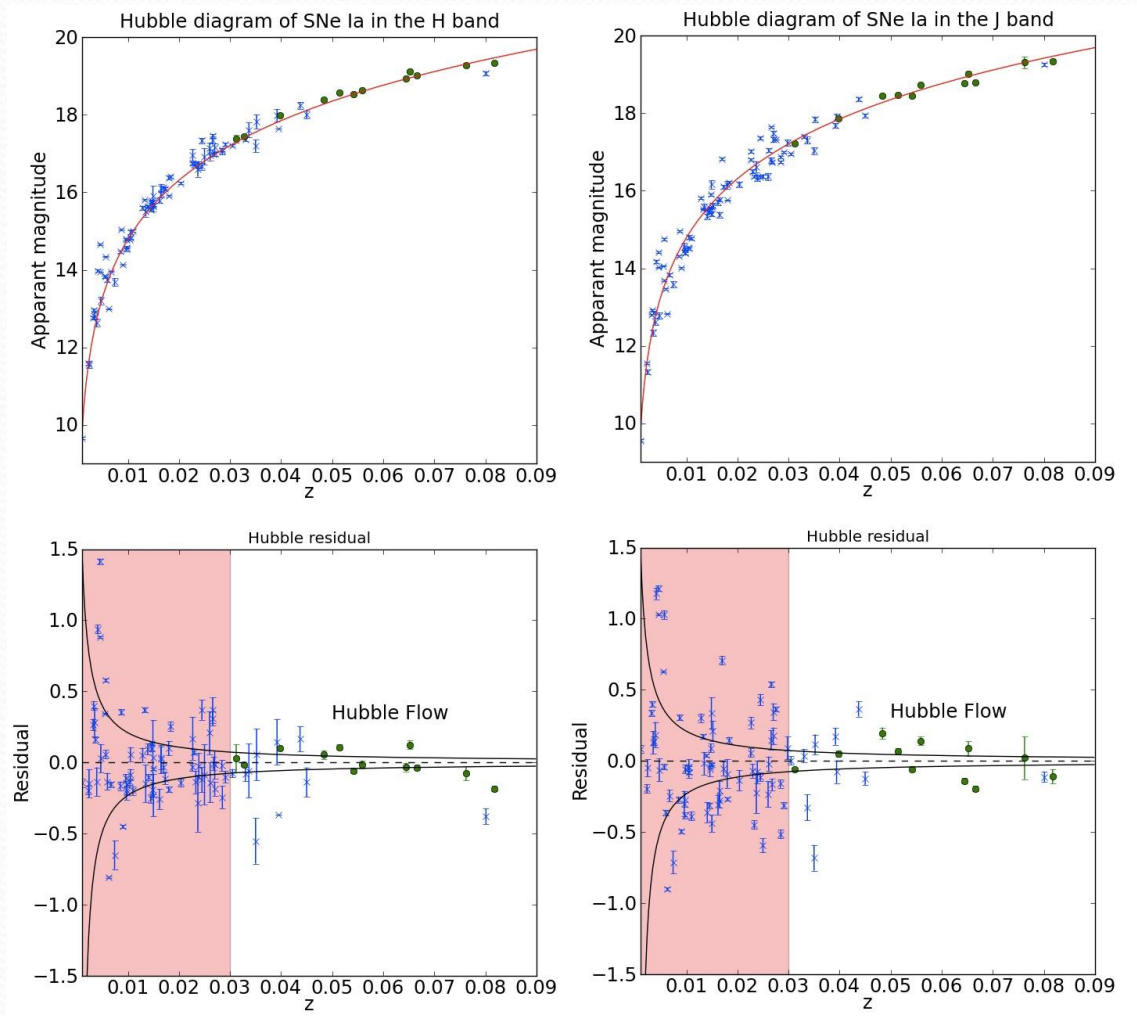 Hubble diagram of SNe Ia in the H band
20
18
16
14
12
10
Apparant magnitude
0.01 0.02 0.03 0.04 0.05 0.06 0.07 0.08 0.09
z
Hubble diagram of SNe Ia in the J band
20
18
16
14
12
10
Apparant magnitude
0.01 0.02 0.03 0.04 0.05 0.06 0.07 0.08 0.09
z
Hubble residual
1.5
1.0
0.5
0.0
−0.5
−1.0
−1.5
Residual
Hubble Flow
0.01 0.02 0.03 0.04 0.05 0.06 0.07 0.08 0.09
z
Hubble residual
1.5
1.0
0.5
0.0
−0.5
−1.0
−1.5
Residual
Hubble Flow
0.01 0.02 0.03 0.04 0.05 0.06 0.07 0.08 0.09
z